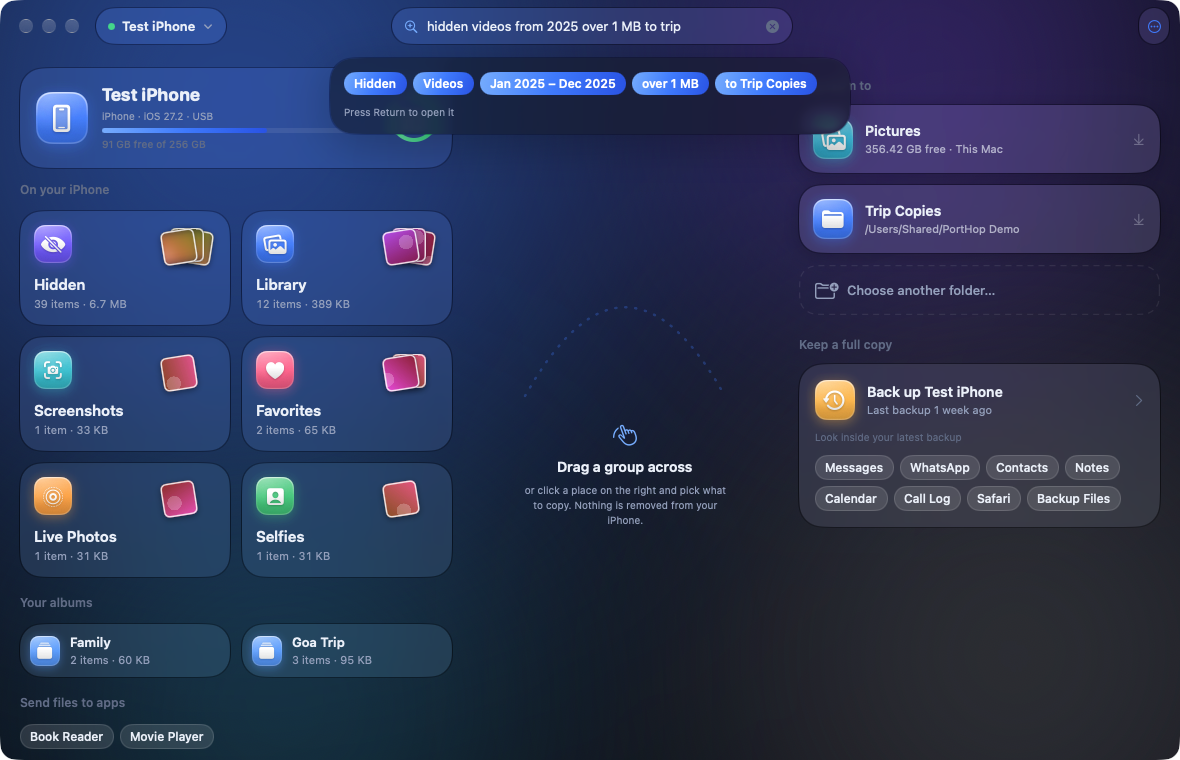 Test iPhone
hidden videos from 2025 over 1 MB to trip
Hidden
Videos
Jan 2025 – Dec 2025
over 1 MB
to Trip Copies
Press Return to open it
Test iPhone
iPhone · iOS 27.2 · USB
91 GB free of 256 GB
On your iPhone
Hidden
39 items · 6.7 MB
Library
12 items · 389 KB
Screenshots
1 item · 33 KB
Favorites
2 items · 65 KB
Live Photos
1 item · 31 KB
Selfies
1 item · 31 KB
Your albums
Family
2 items · 60 KB
Goa Trip
3 items · 95 KB
Send files to apps
Book Reader
Movie Player
Drag a group across
or click a place on the right and pick what
to copy. Nothing is removed from your
iPhone.
to
Pictures
356.42 GB free · This Mac
Trip Copies
/Users/Shared/PortHop Demo
Choose another folder...
Keep a full copy
Back up Test iPhone
Last backup 1 week ago
Look inside your latest backup
Messages
WhatsApp
Contacts
Notes
Calendar
Call Log
Safari
Backup Files